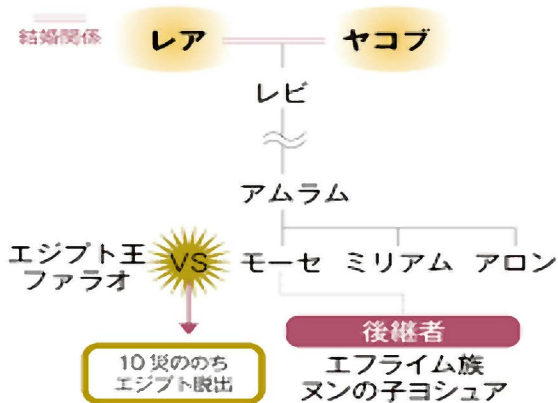 結婚関係
レア
ヤコブ
レビ
アムラム
エジプト王
ファラオ
VS
モーセ
ミリアム
アロン
10災ののち
エジプト脱出
後継者
エフライム族
ヌンの子ヨシュア